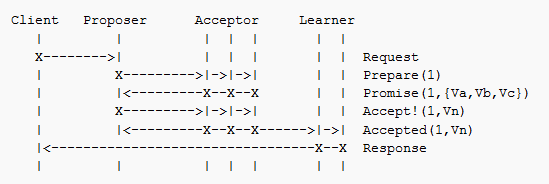 Client   Proposer      Acceptor     Learner
   |         |          |  |  |       |  |
   X-------->|          |  |  |       |  |  Request
   |         X--------->|->|->|       |  |  Prepare(1)
   |         |<---------X--X--X       |  |  Promise(1,{Va,Vb,Vc})
   |         X--------->|->|->|       |  |  Accept!(1,Vn)
   |         |<---------X--X--X------>|->|  Accepted(1,Vn)
   |<---------------------------------X--X  Response
   |         |          |  |  |       |  |